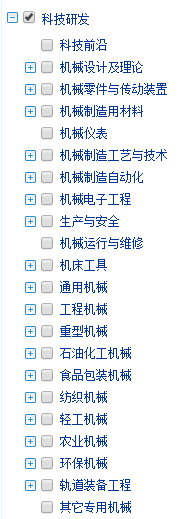 科技研发
科技前沿
机械设计及理论
机械零件与传动装置
机械制造用材料
机械仪表
机械制造工艺与技术
机械制造自动化
机械电子工程
生产与安全
机械运行与维修
机床工具
通用机械
工程机械
重型机械
石油化工机械
食品包装机械
纺织机械
轻工机械
农业机械
环保机械
轨道装备工程
其它专用机械